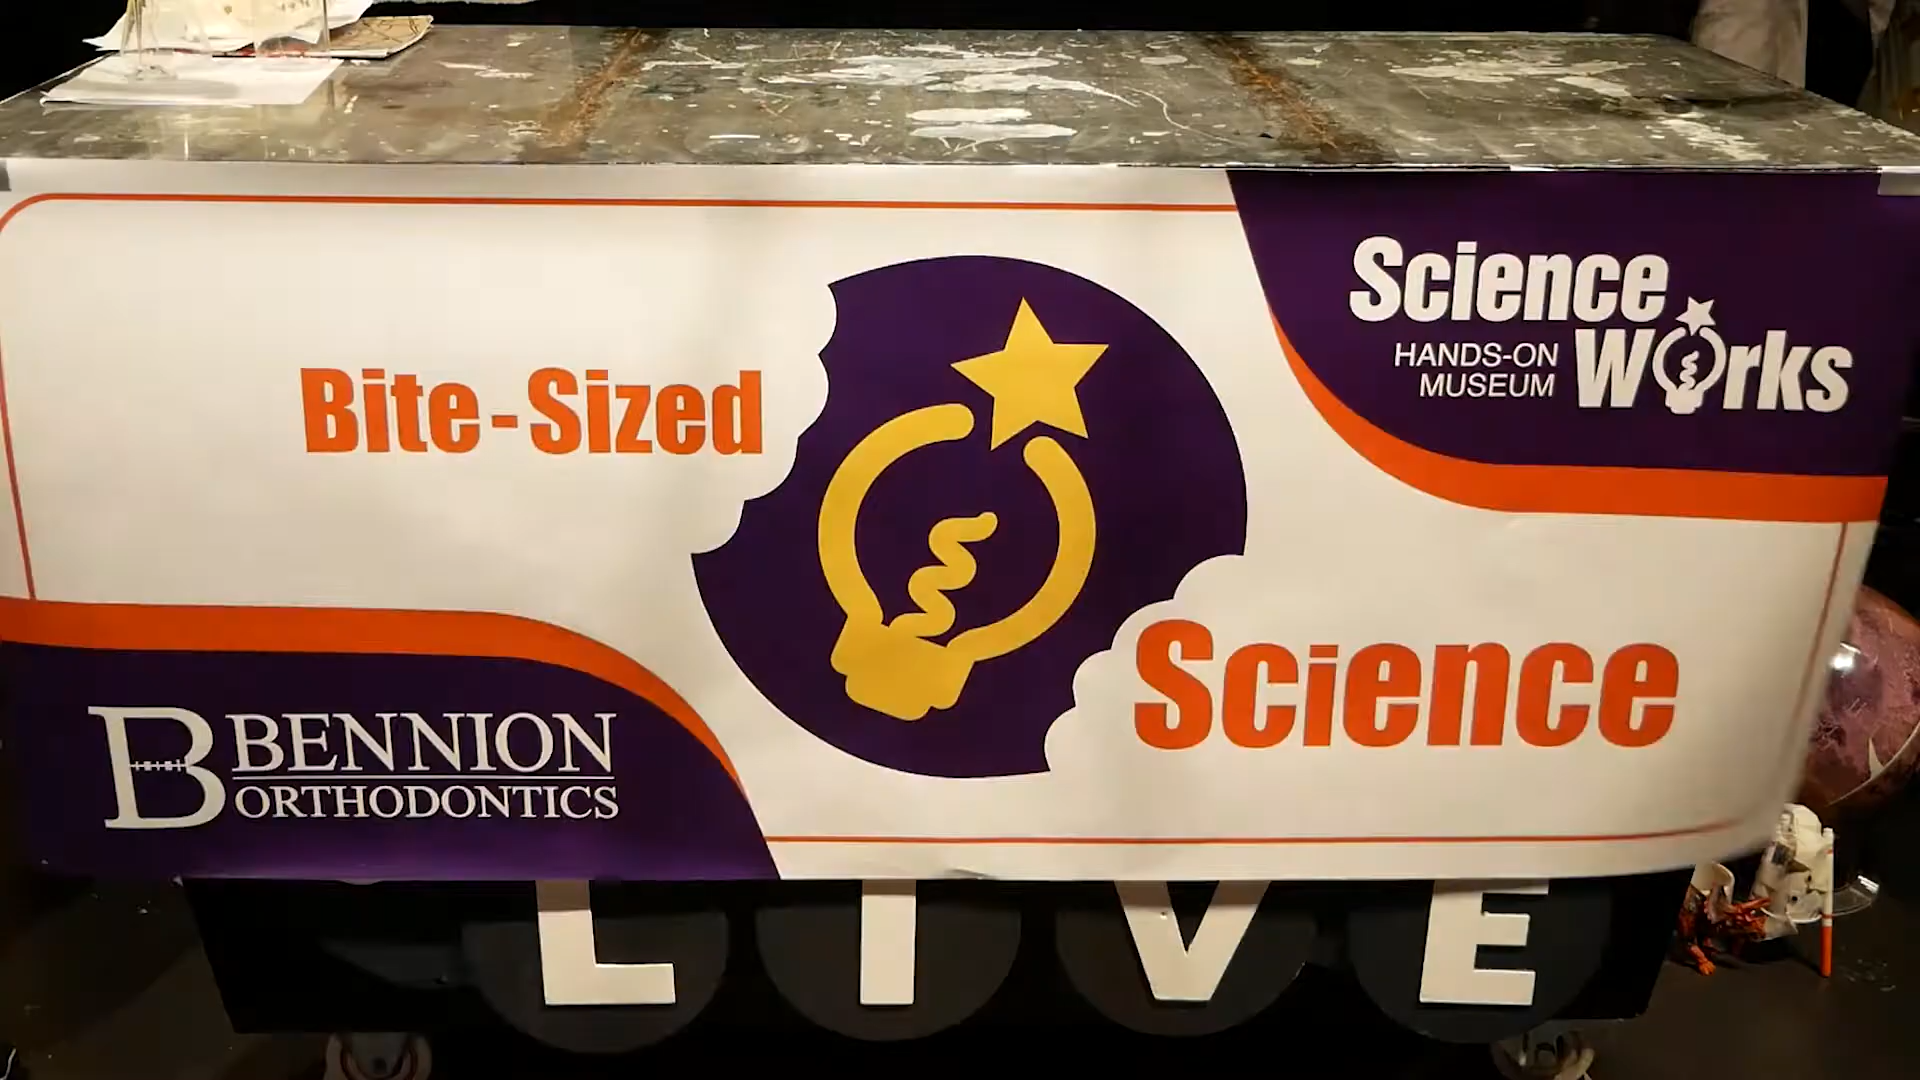 Science
HANDS-ON
MUSEUM
Works
Bite-Sized
Science
B BENNION
ORTHODONTICS
LIVE